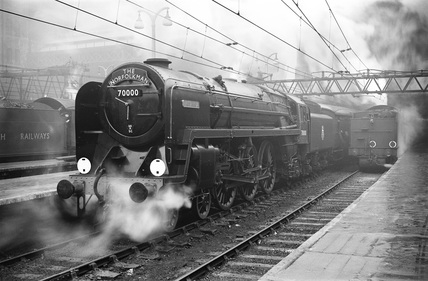 THE
NORFOLKMAN
70000
H RAILWAYS